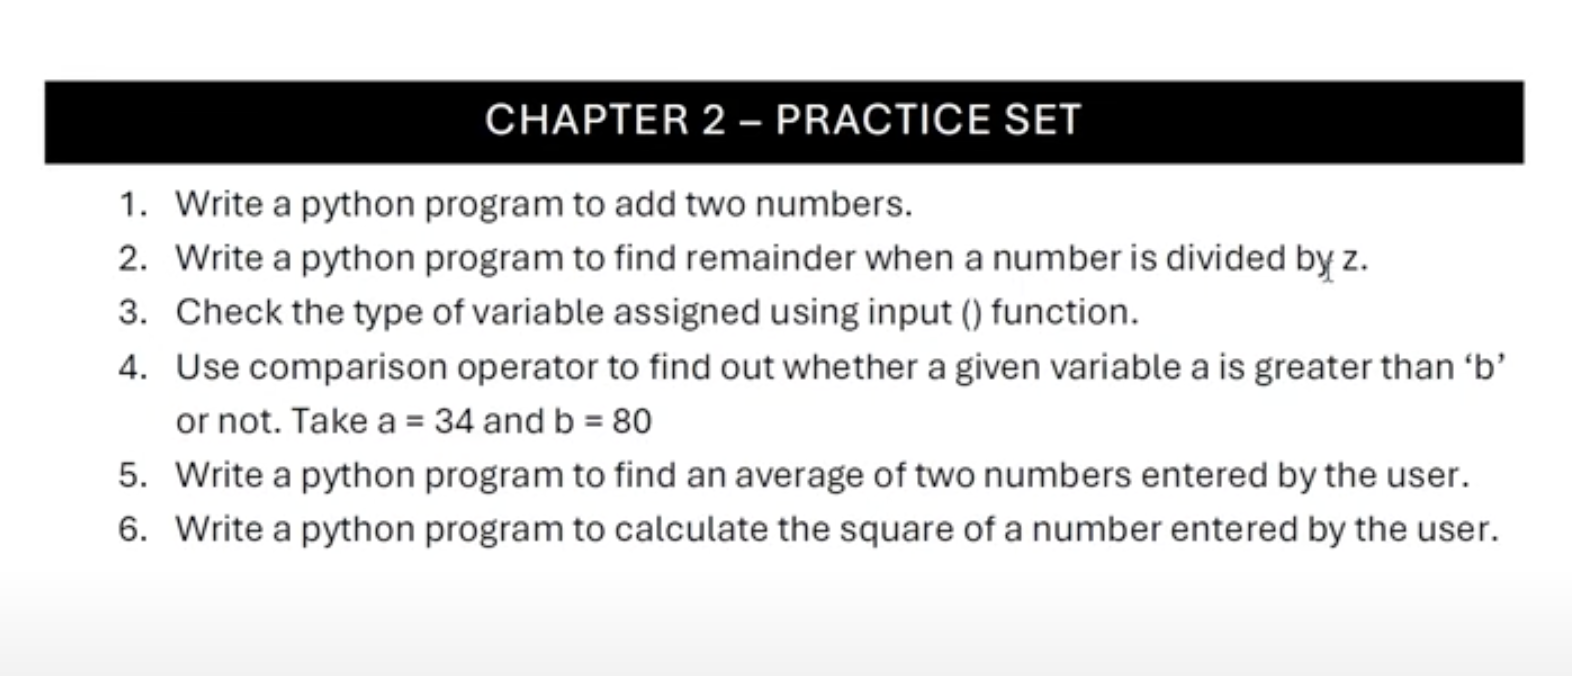 CHAPTER 2 – PRACTICE SET
1. Write a python program to add two numbers.
2. Write a python program to find remainder when a number is divided by z.
3. Check the type of variable assigned using input () function.
4. Use comparison operator to find out whether a given variable a is greater than ‘b’
or not. Take a = 34 and b = 80
5. Write a python program to find an average of two numbers entered by the user.
6. Write a python program to calculate the square of a number entered by the user.